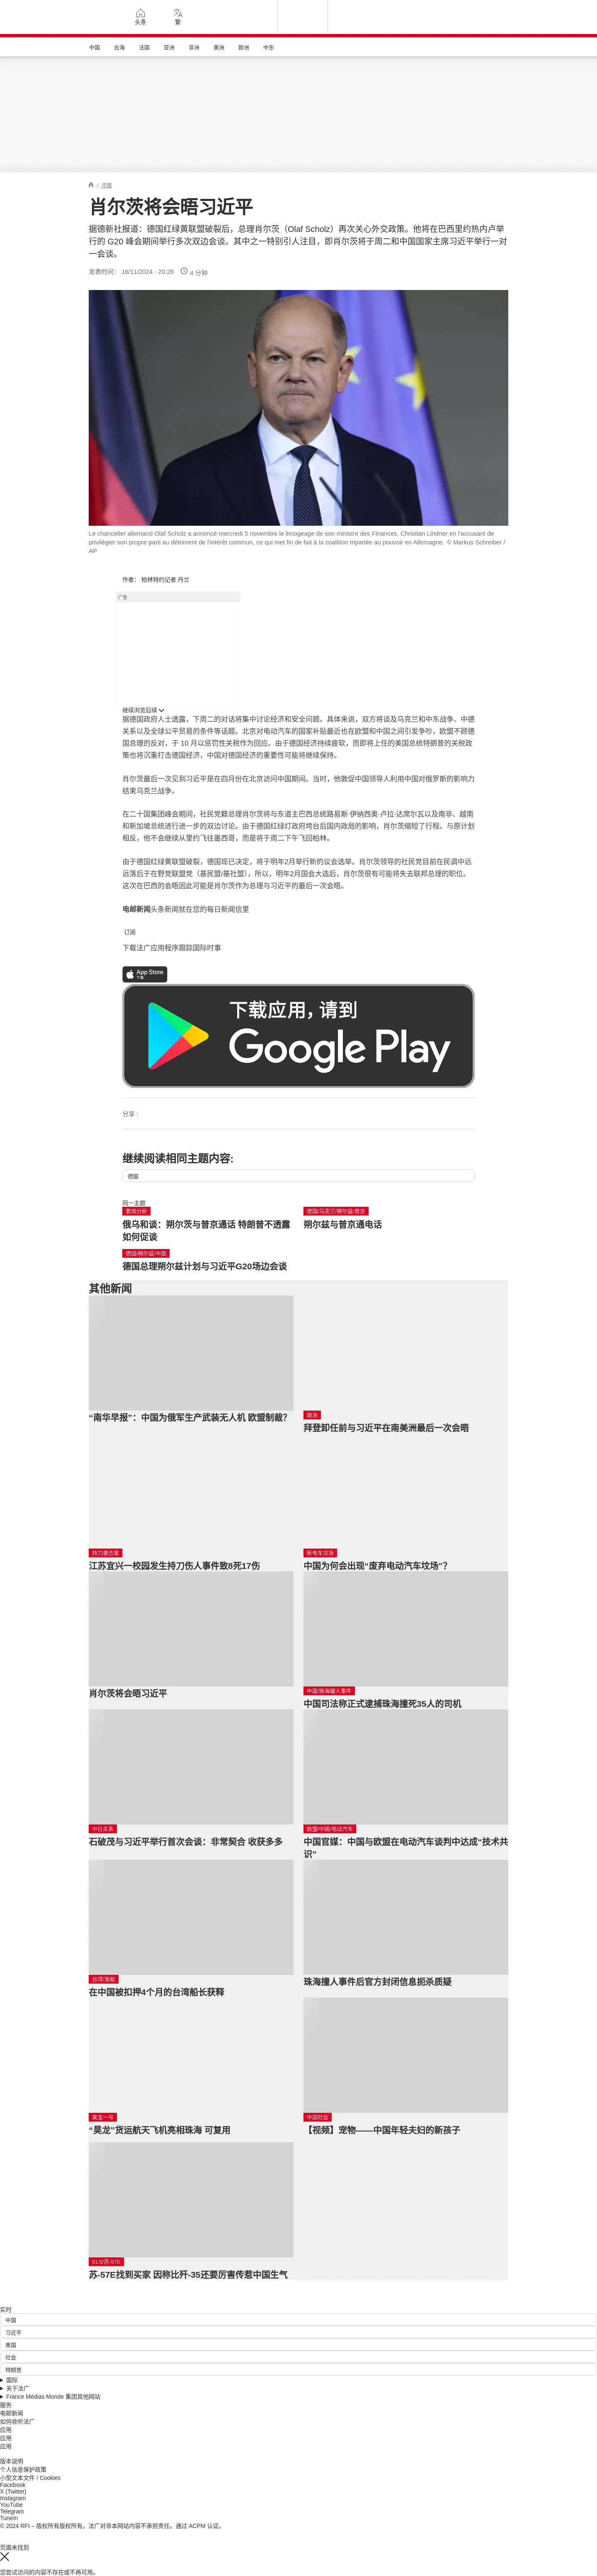 头条
繁
中国 台海 法国 亚洲 非洲 美洲 欧洲 中东
/ 中国
肖尔茨将会晤习近平
据德新社报道：德国红绿黄联盟破裂后，总理肖尔茨（Olaf Scholz）再次关心外交政策。他将在巴西里约热内卢举
行的 G20 峰会期间举行多次双边会谈。其中之一特别引人注目，即肖尔茨将于周二和中国国家主席习近平举行一对
一会谈。
发表时间： 16/11/2024 - 20:28 4 分钟
Le chancelier allemand Olaf Scholz a annoncé mercredi 5 novembre le limogeage de son ministre des Finances, Christian Lindner en l'accusant de
privilégier son propre parti au détriment de l'intérêt commun, ce qui met fin de fait à la coalition tripartite au pouvoir en Allemagne. © Markus Schreiber /
AP
作者： 柏林特约记者 丹兰
广告
继续浏览后续
据德国政府人士透露，下周二的对话将集中讨论经济和安全问题。具体来说，双方将谈及乌克兰和中东战争、中德
关系以及全球公平贸易的条件等话题。北京对电动汽车的国家补贴最近也在欧盟和中国之间引发争吵，欧盟不顾德
国总理的反对，于 10 月以惩罚性关税作为回应。由于德国经济持续疲软，而即将上任的美国总统特朗普的关税政
策也将沉重打击德国经济，中国对德国经济的重要性可能将继续保持。
肖尔茨最后一次见到习近平是在四月份在北京访问中国期间。当时，他敦促中国领导人利用中国对俄罗斯的影响力
结束乌克兰战争。
在二十国集团峰会期间，社民党籍总理肖尔茨将与东道主巴西总统路易斯·伊纳西奥·卢拉·达席尔瓦以及南非、越南
和新加坡总统进行进一步的双边讨论。由于德国红绿灯政府垮台后国内政局的影响，肖尔茨缩短了行程。与原计划
相反，他不会继续从里约飞往墨西哥，而是将于周二下午飞回柏林。
由于德国红绿黄联盟破裂，德国现已决定，将于明年2月举行新的议会选举。肖尔茨领导的社民党目前在民调中远
远落后于在野党联盟党（基民盟/基社盟），所以，明年2月国会大选后，肖尔茨很有可能将失去联邦总理的职位。
这次在巴西的会晤因此可能是肖尔茨作为总理与习近平的最后一次会晤。
电邮新闻头条新闻就在您的每日新闻信里
订阅
下载法广应用程序跟踪国际时事
App Store
下载
下载应用，请到
Google Play
分享 :
继续阅读相同主题内容:
德国
同一主题
要闻分析
俄乌和谈：朔尔茨与普京通话 特朗普不透露
如何促谈
德国/乌克兰/朔尔兹/普京
朔尔兹与普京通电话
德国/朔尔兹/中国
德国总理朔尔兹计划与习近平G20场边会谈
其他新闻
“南华早报”：中国为俄军生产武装无人机 欧盟制裁?
政治
拜登卸任前与习近平在南美洲最后一次会晤
持刀袭击案
江苏宜兴一校园发生持刀伤人事件致8死17伤
新电车坟场
中国为何会出现“废弃电动汽车坟场”？
肖尔茨将会晤习近平
中国/珠海碾人事件
中国司法称正式逮捕珠海撞死35人的司机
中日关系
石破茂与习近平举行首次会谈：非常契合 收获多多
欧盟/中国/电动汽车
中国官媒：中国与欧盟在电动汽车谈判中达成“技术共
识”
台湾/渔船
在中国被扣押4个月的台湾船长获释
珠海撞人事件后官方封闭信息扼杀质疑
昊龙一号
“昊龙”货运航天飞机亮相珠海 可复用
中国社会
【视频】宠物——中国年轻夫妇的新孩子
ELS/苏-57E
苏-57E找到买家 因称比歼-35还要厉害传惹中国生气
实时
中国
习近平
美国
社会
特朗普
国际
关于法广
France Médias Monde 集团其他网站
服务
电邮新闻
如何收听法广
应用
应用
应用
版本说明
个人信息保护政策
小型文本文件 / Cookies
Facebook
X (Twitter)
Instagram
YouTube
Telegram
TuneIn
© 2024 RFI – 版权所有版权所有。法广对非本网站内容不承担责任。通过 ACPM 认证。
页面未找到
您尝试访问的内容不存在或不再可用。